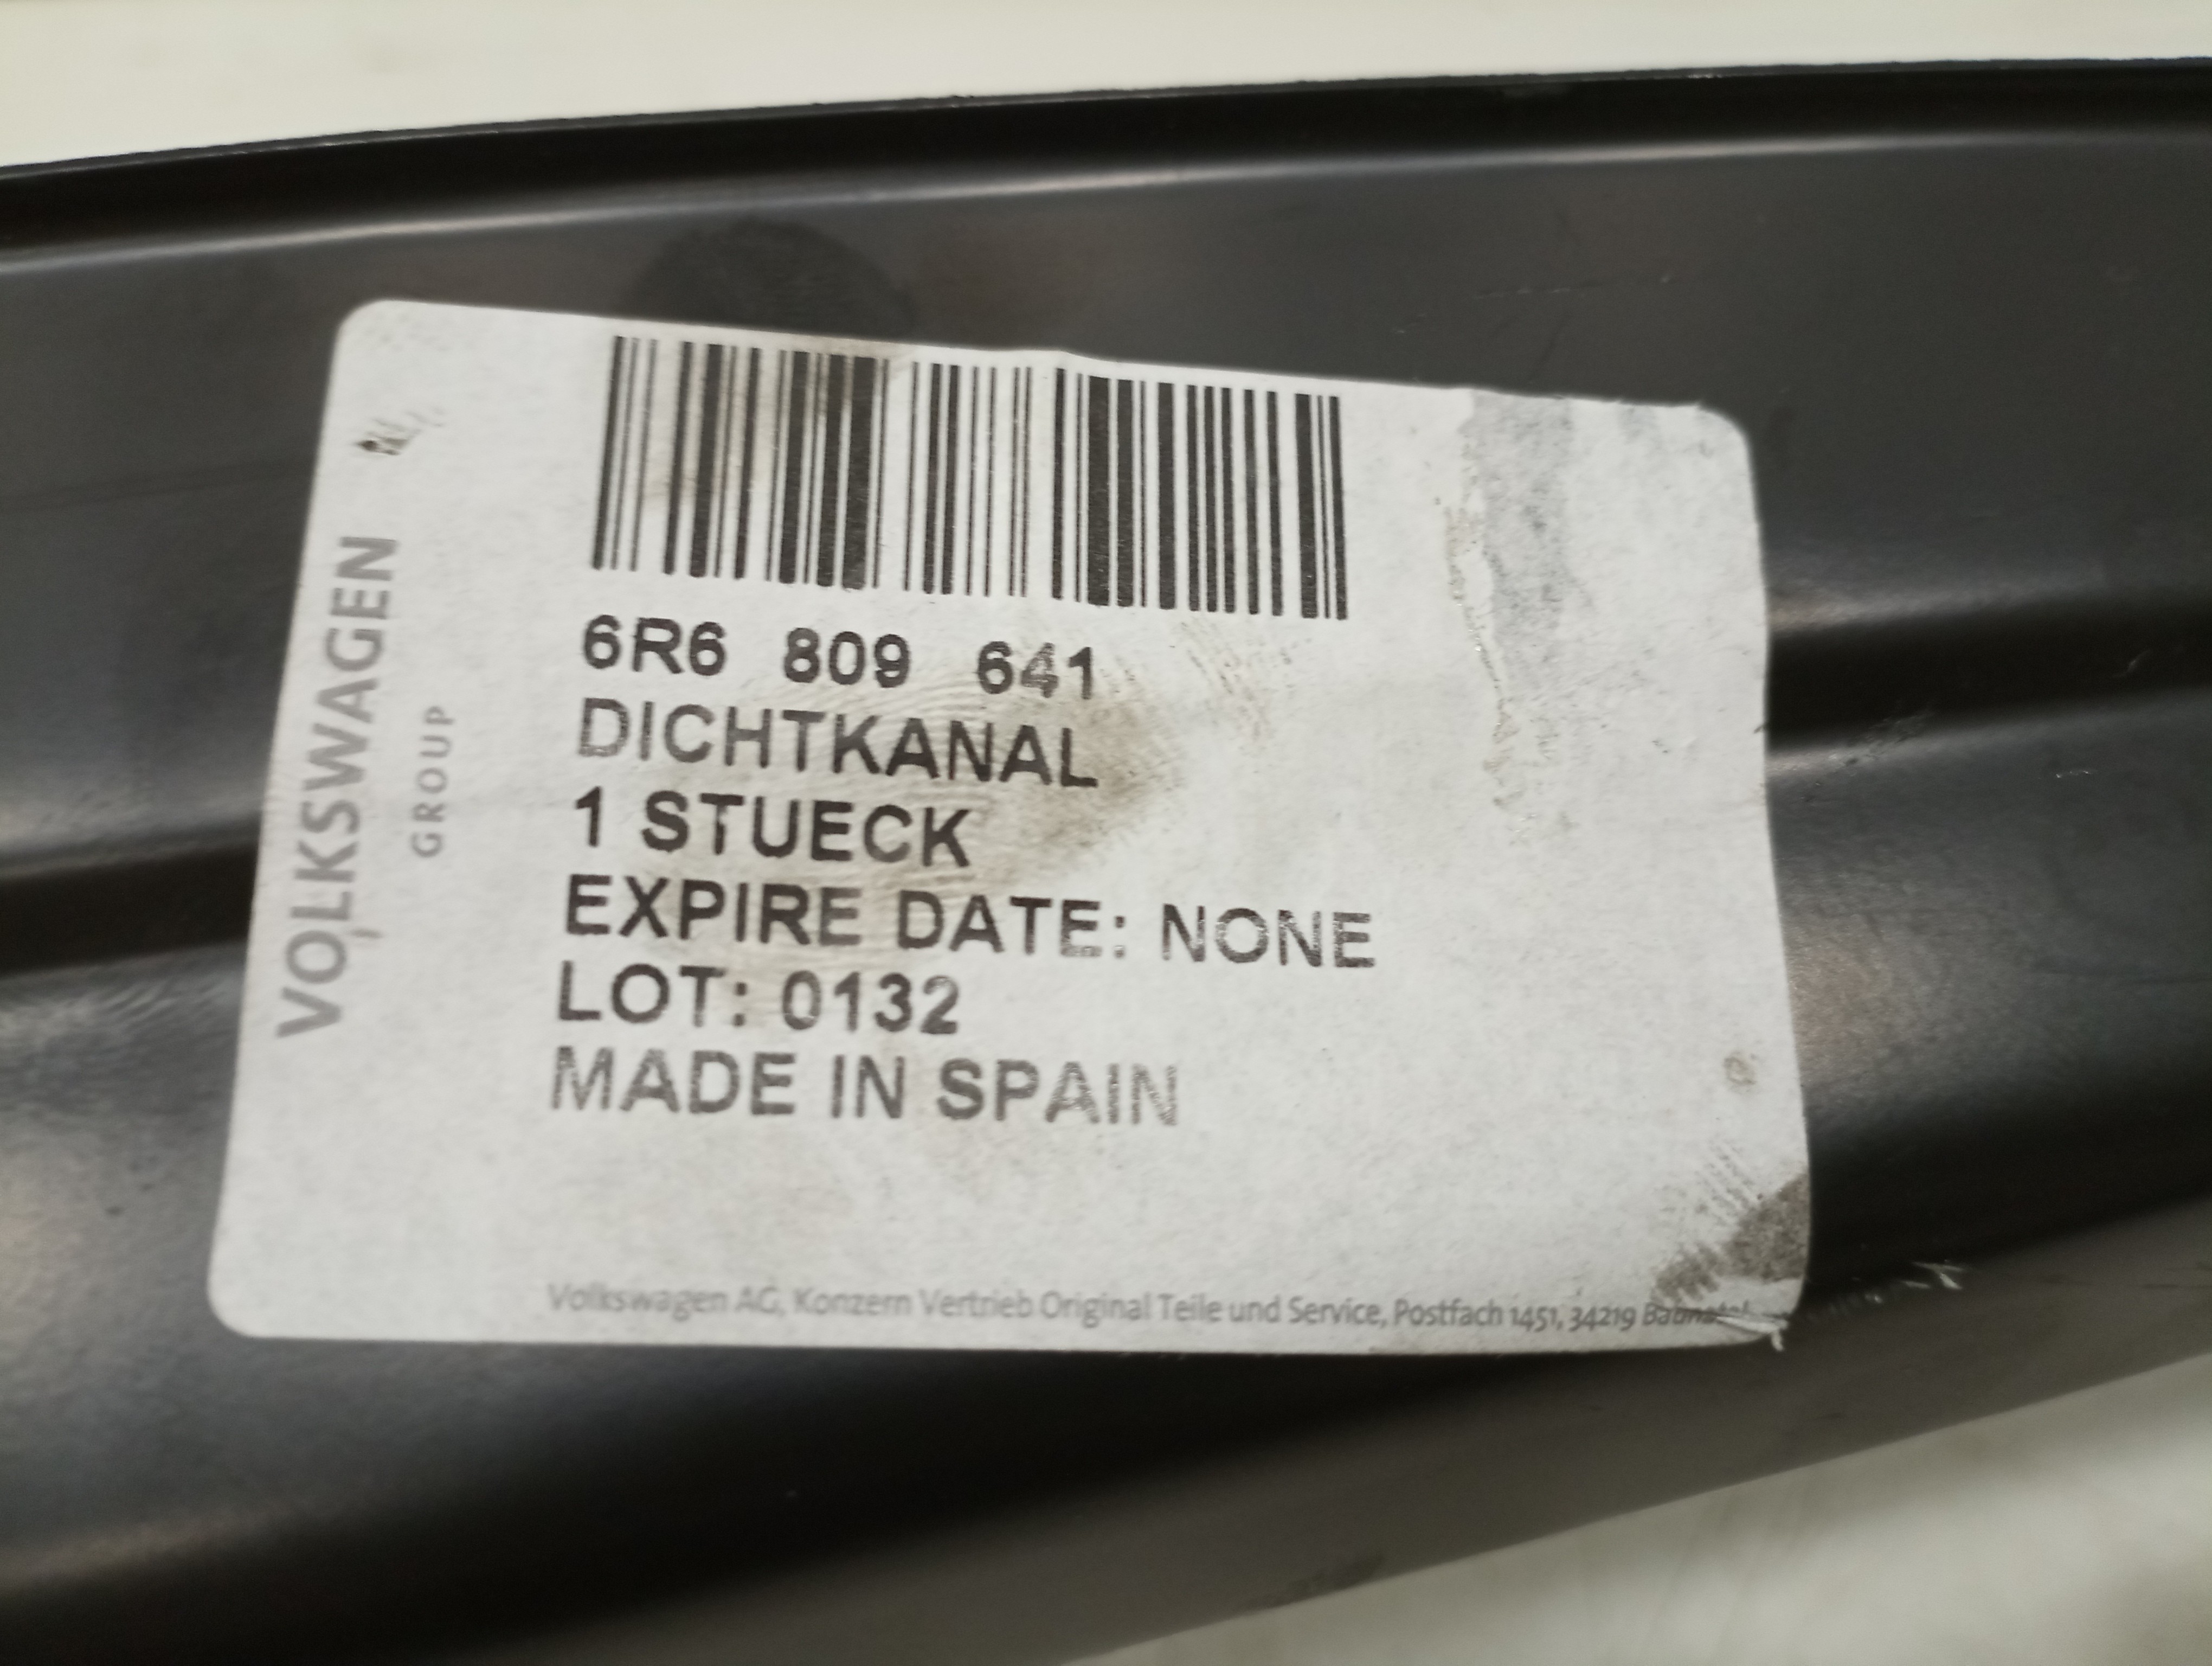 VOLKSWAGEN
GROUP
6R6 809 641
DICHTKANAL
1 STUECK
EXPIRE DATE: NONE
LOT: 0132
MADE IN SPAIN
Volkswagen AG, Konzern Vertrieb Original Teile und Service, Postfach 1451, 34219